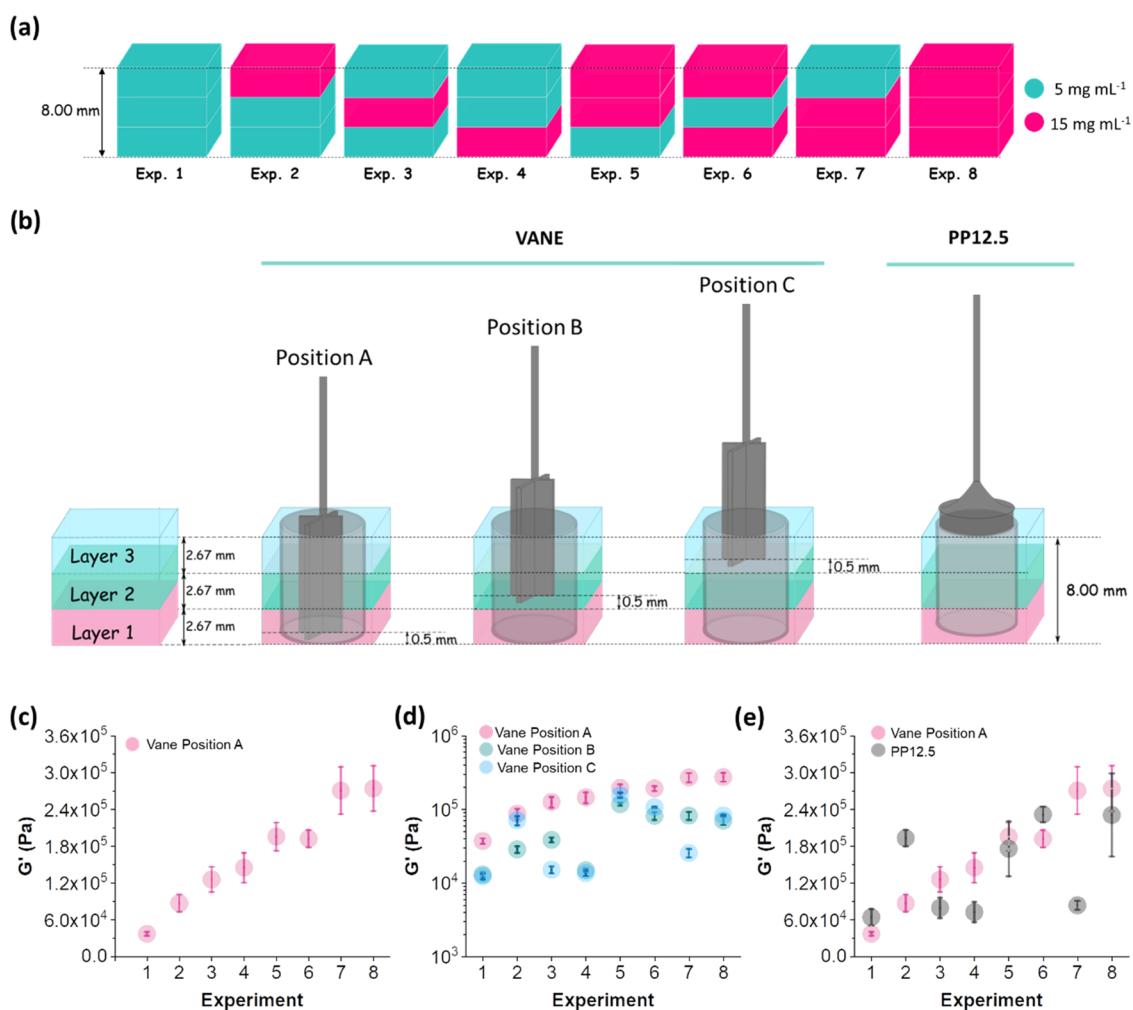 (a)
8.00 mm
5 mg mL⁻¹
15 mg mL⁻¹
Exp. 1 Exp. 2 Exp. 3 Exp. 4 Exp. 5 Exp. 6 Exp. 7 Exp. 8
(b)
VANE
PP12.5
Position A
Position B
Position C
Layer 3
Layer 2
Layer 1
2.67 mm
2.67 mm
2.67 mm
0.5 mm
0.5 mm
0.5 mm
8.00 mm
(c)
Vane Position A
3.6x10⁵
3.0x10⁵
2.4x10⁵
1.8x10⁵
1.2x10⁵
6.0x10⁴
0.0
G' (Pa)
1 2 3 4 5 6 7 8
Experiment
(d)
Vane Position A
Vane Position B
Vane Position C
10⁶
10⁵
10⁴
10³
G' (Pa)
1 2 3 4 5 6 7 8
Experiment
(e)
Vane Position A
PP12.5
3.6x10⁵
3.0x10⁵
2.4x10⁵
1.8x10⁵
1.2x10⁵
6.0x10⁴
0.0
G' (Pa)
1 2 3 4 5 6 7 8
Experiment